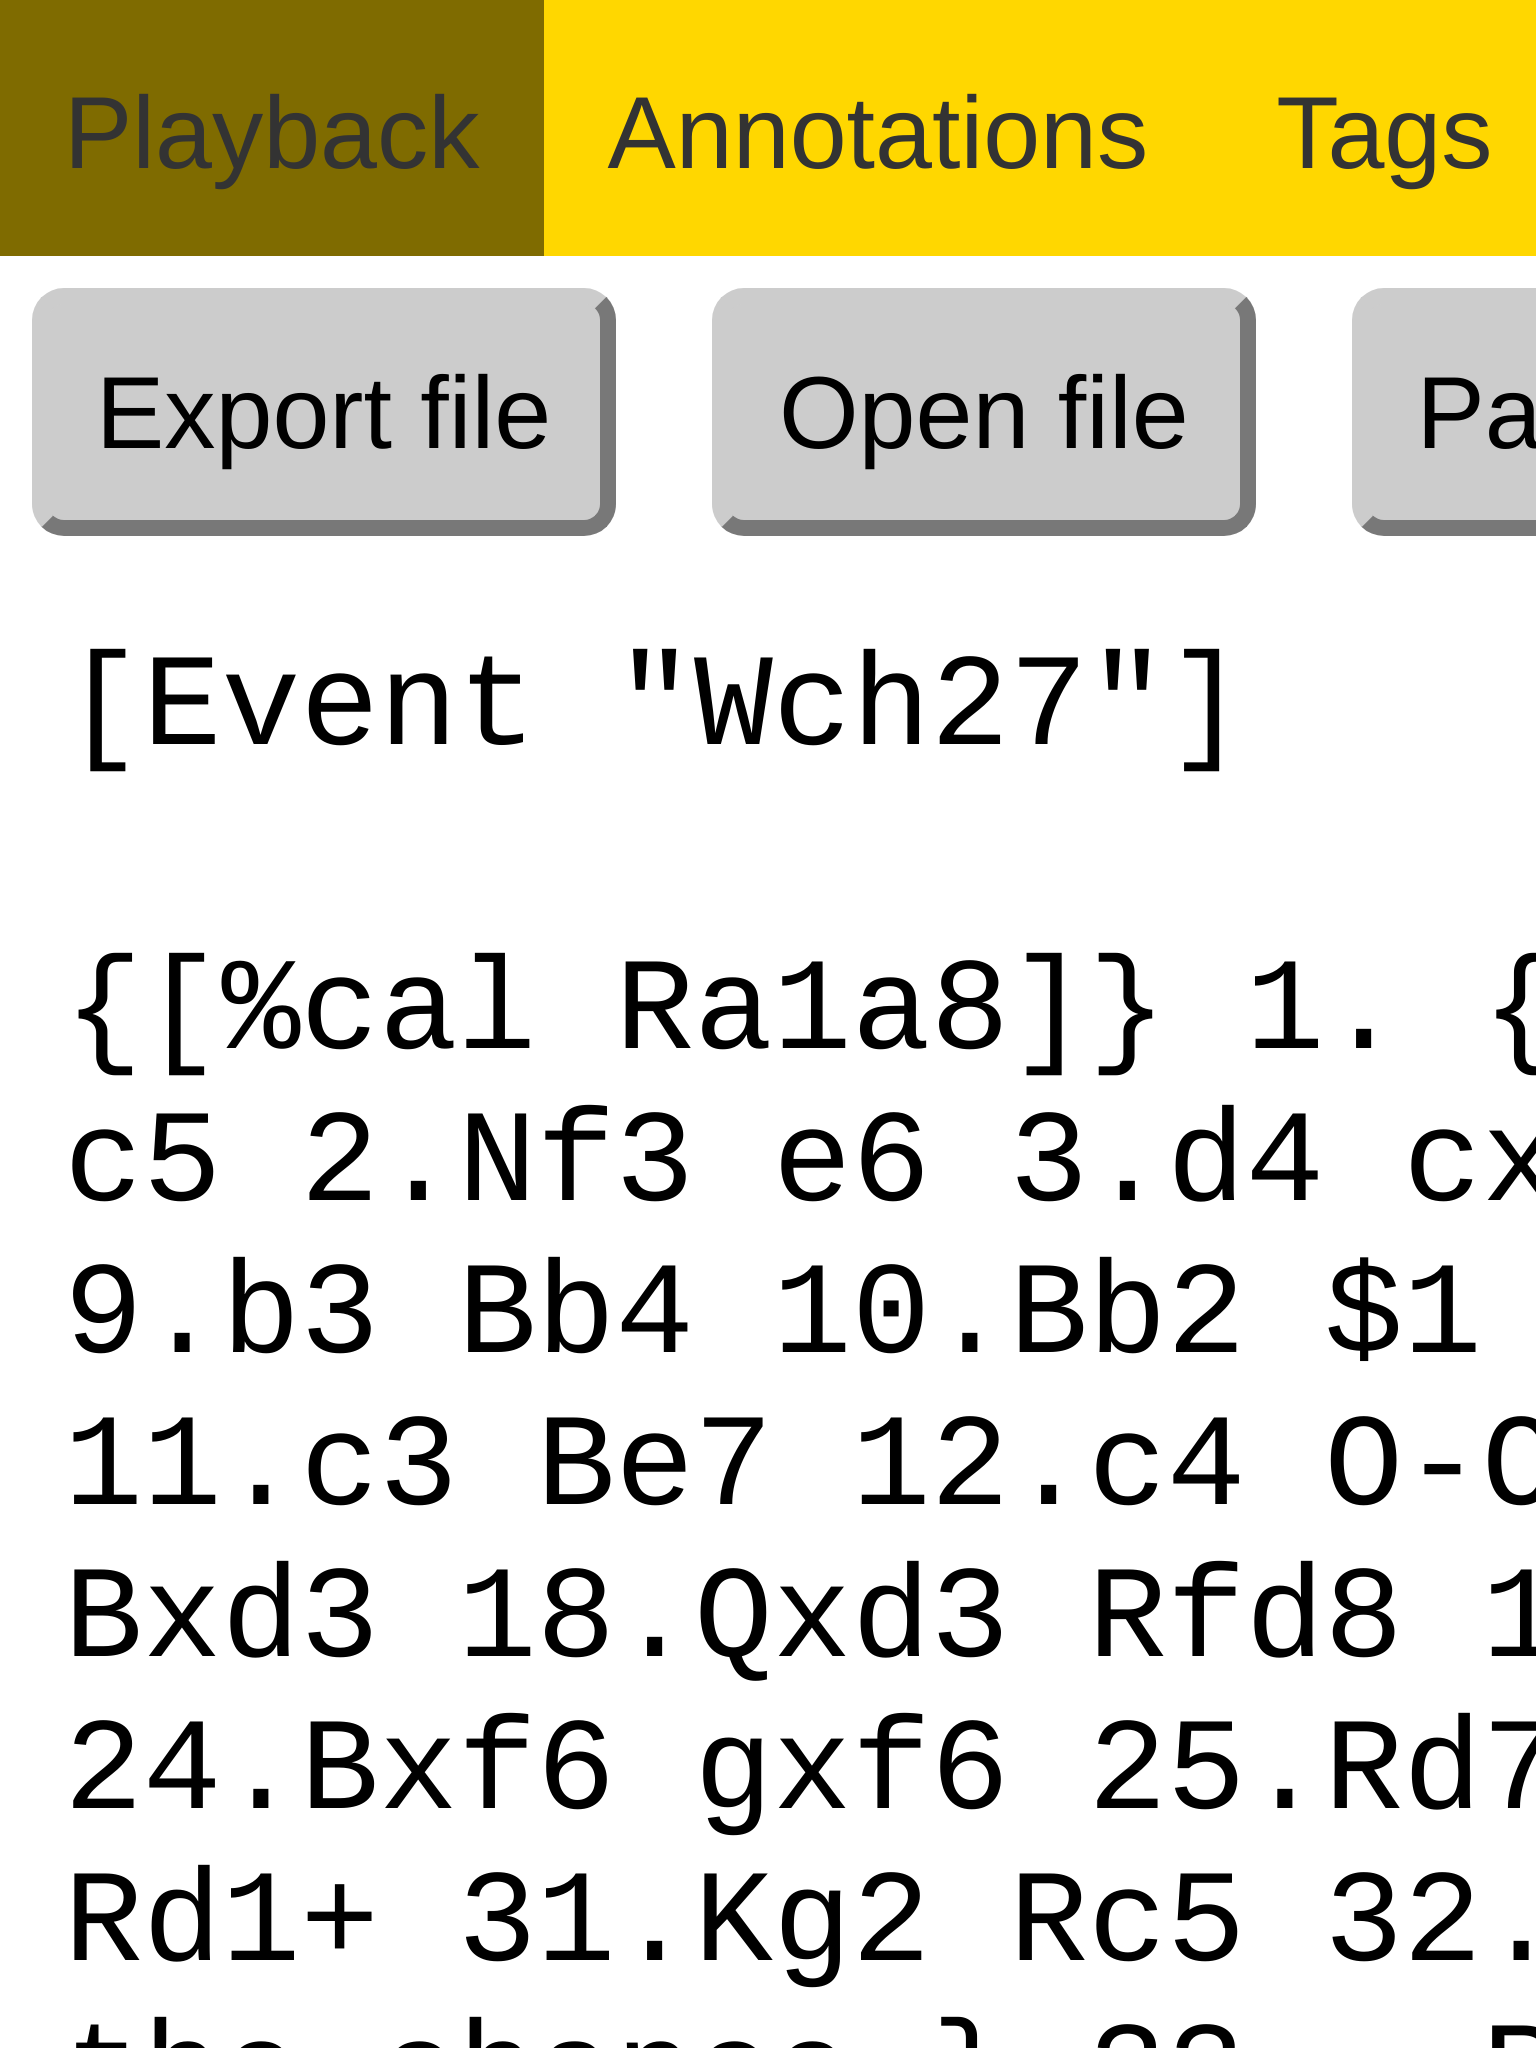 Playback Annotations Tags
Export file Open file Pa
[Event "Wch27"]
{[%cal Ra1a8]} 1. {
c5 2.Nf3 e6 3.d4 cx
9.b3 Bb4 10.Bb2 $1
11.c3 Be7 12.c4 O-O
Bxd3 18.Qxd3 Rfd8 1
24.Bxf6 gxf6 25.Rd7
Rd1+ 31.Kg2 Rc5 32.